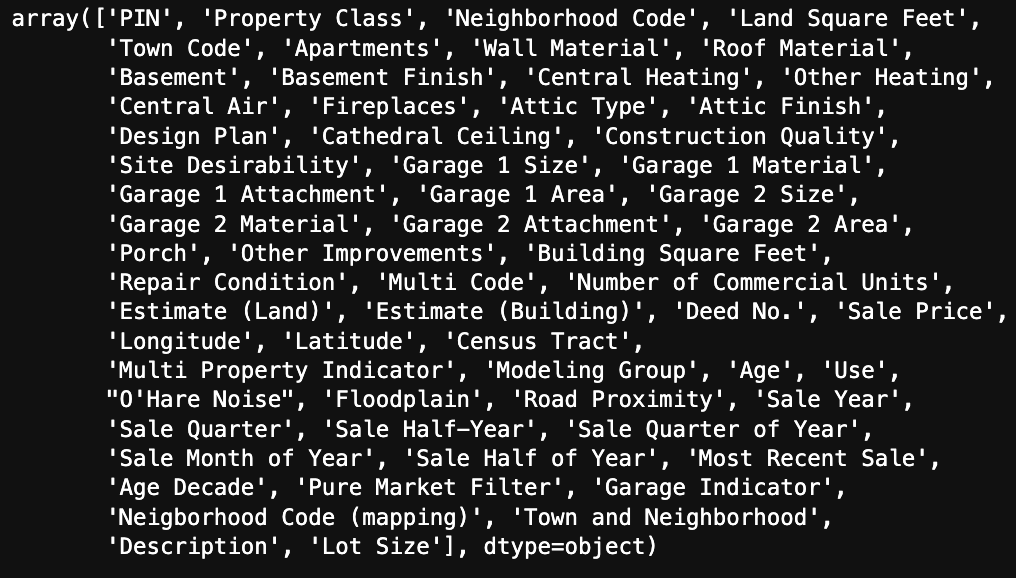 array(['PIN', 'Property Class', 'Neighborhood Code', 'Land Square Feet',
'Town Code', 'Apartments', 'Wall Material', 'Roof Material',
'Basement', 'Basement Finish', 'Central Heating', 'Other Heating',
'Central Air', 'Fireplaces', 'Attic Type', 'Attic Finish',
'Design Plan', 'Cathedral Ceiling', 'Construction Quality',
'Site Desirability', 'Garage 1 Size', 'Garage 1 Material',
'Garage 1 Attachment', 'Garage 1 Area', 'Garage 2 Size',
'Garage 2 Material', 'Garage 2 Attachment', 'Garage 2 Area',
'Porch', 'Other Improvements', 'Building Square Feet',
'Repair Condition', 'Multi Code', 'Number of Commercial Units',
'Estimate (Land)', 'Estimate (Building)', 'Deed No.', 'Sale Price',
'Longitude', 'Latitude', 'Census Tract',
'Multi Property Indicator', 'Modeling Group', 'Age', 'Use',
"O'Hare Noise", 'Floodplain', 'Road Proximity', 'Sale Year',
'Sale Quarter', 'Sale Half-Year', 'Sale Quarter of Year',
'Sale Month of Year', 'Sale Half of Year', 'Most Recent Sale',
'Age Decade', 'Pure Market Filter', 'Garage Indicator',
'Neigborhood Code (mapping)', 'Town and Neighborhood',
'Description', 'Lot Size'], dtype=object)